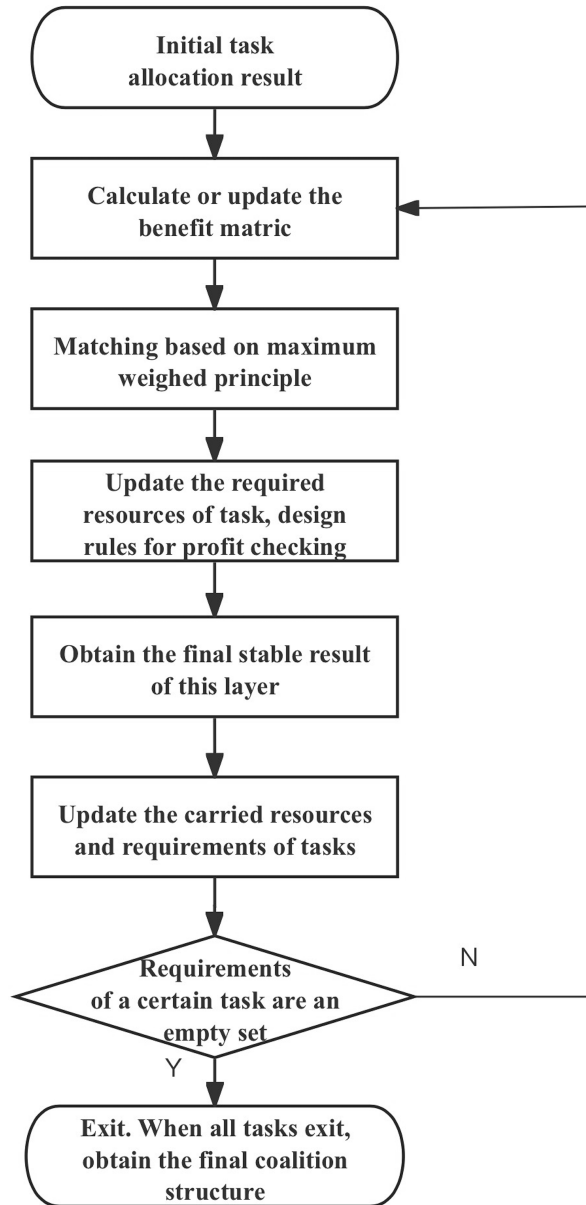 Initial task
allocation result
Calculate or update the
benefit matric
Matching based on maximum
weighed principle
Update the required
resources of task, design
rules for profit checking
Obtain the final stable result
of this layer
Update the carried resources
and requirements of tasks
Requirements
of a certain task are an
empty set
N
Y
Exit. When all tasks exit,
obtain the final coalition
structure